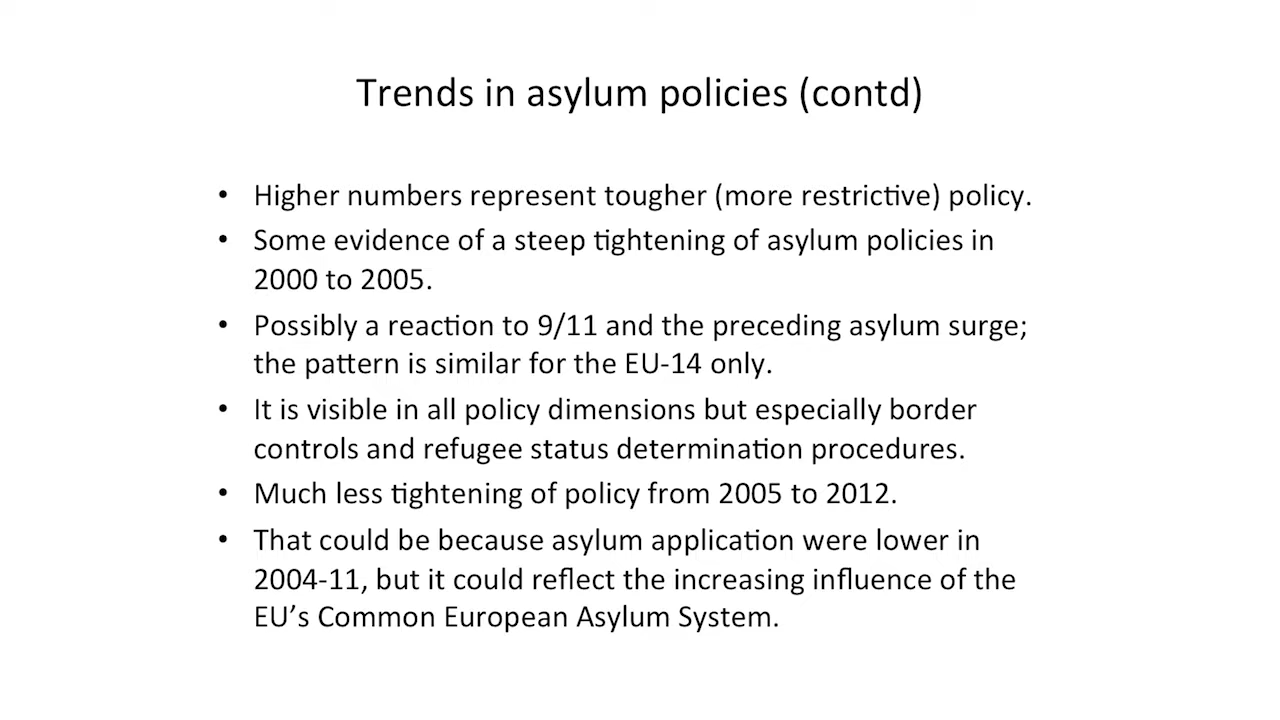 Trends in asylum policies (contd)
• Higher numbers represent tougher (more restrictive) policy.
• Some evidence of a steep tightening of asylum policies in
2000 to 2005.
• Possibly a reaction to 9/11 and the preceding asylum surge;
the pattern is similar for the EU-14 only.
• It is visible in all policy dimensions but especially border
controls and refugee status determination procedures.
• Much less tightening of policy from 2005 to 2012.
• That could be because asylum application were lower in
2004-11, but it could reflect the increasing influence of the
EU’s Common European Asylum System.